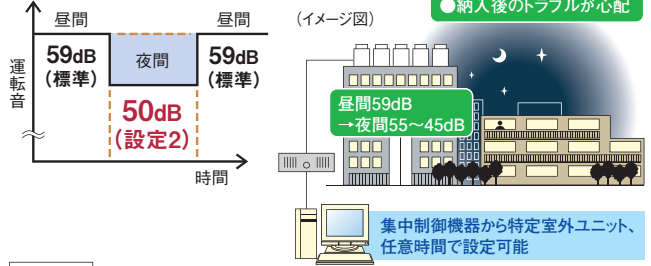 ●納入後のトラブルが心配
昼間
昼間
(イメージ図)
運転音
59dB
(標準)
夜間
59dB
(標準)
50dB
(設定2)
時間
昼間59dB
→夜間55～45dB
集中制御機器から特定室外ユニット、
任意時間で設定可能